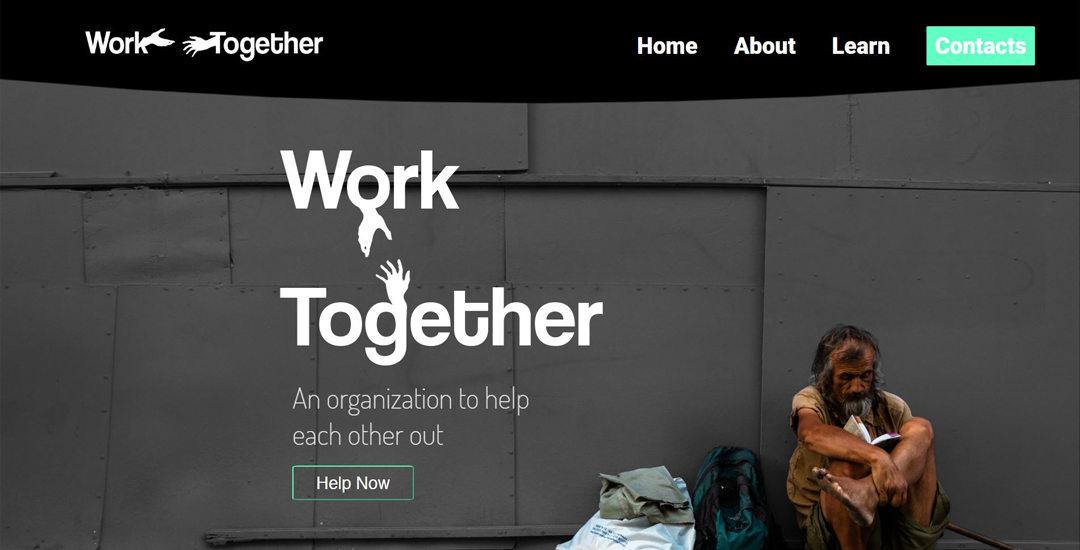 Work Together
Home About Learn Contacts
Work
Together
An organization to help
each other out
Help Now